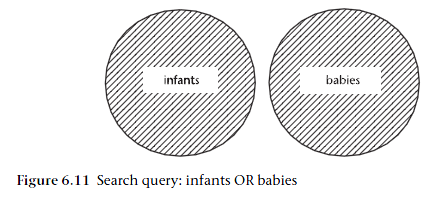 infants
babies
Figure 6.11 Search query: infants OR babies